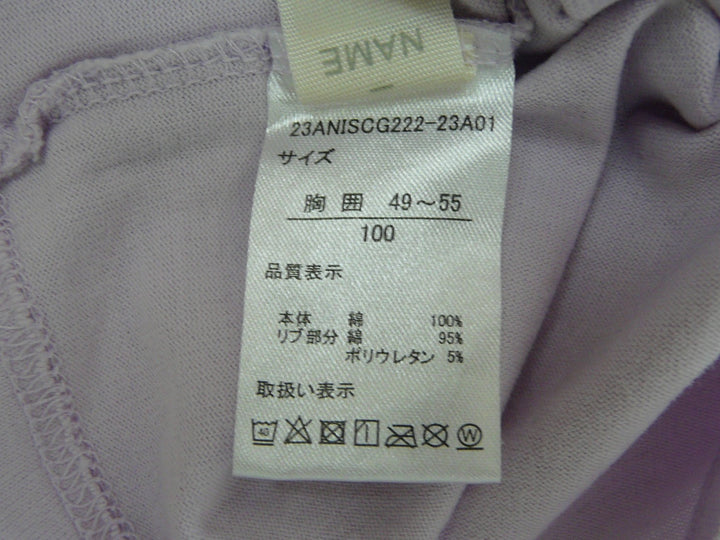 NAME
23ANISCG222-23A01
サイズ
胸囲 49～55
100
品質表示
本体 綿 100%
リブ部分 綿 95%
ポリウレタン 5%
取扱い表示
40 W